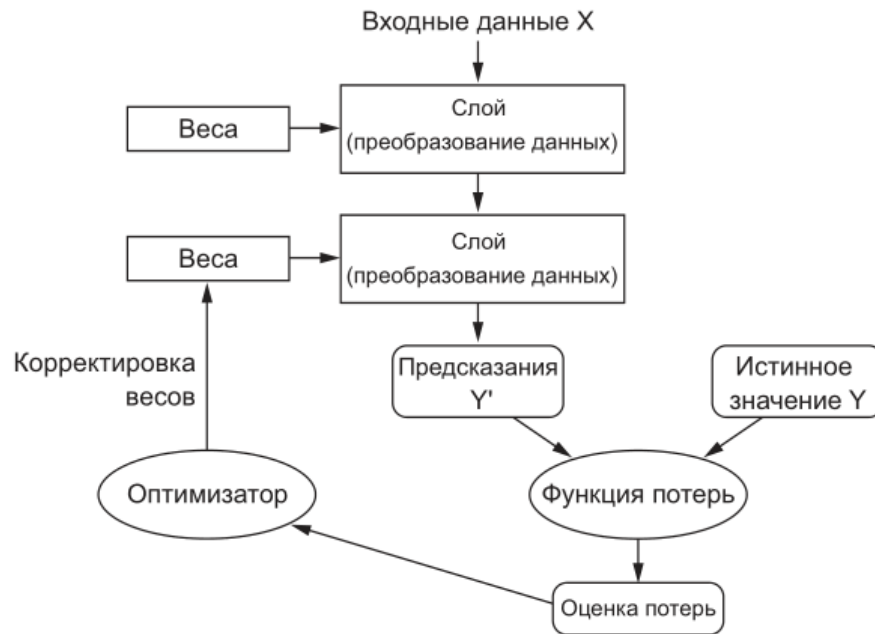 Входные данные X
Слой
(преобразование данных)
Веса
Слой
(преобразование данных)
Веса
Корректировка
весов
Предсказания
Y'
Истинное
значение Y
Оптимизатор
Функция потерь
Оценка потерь